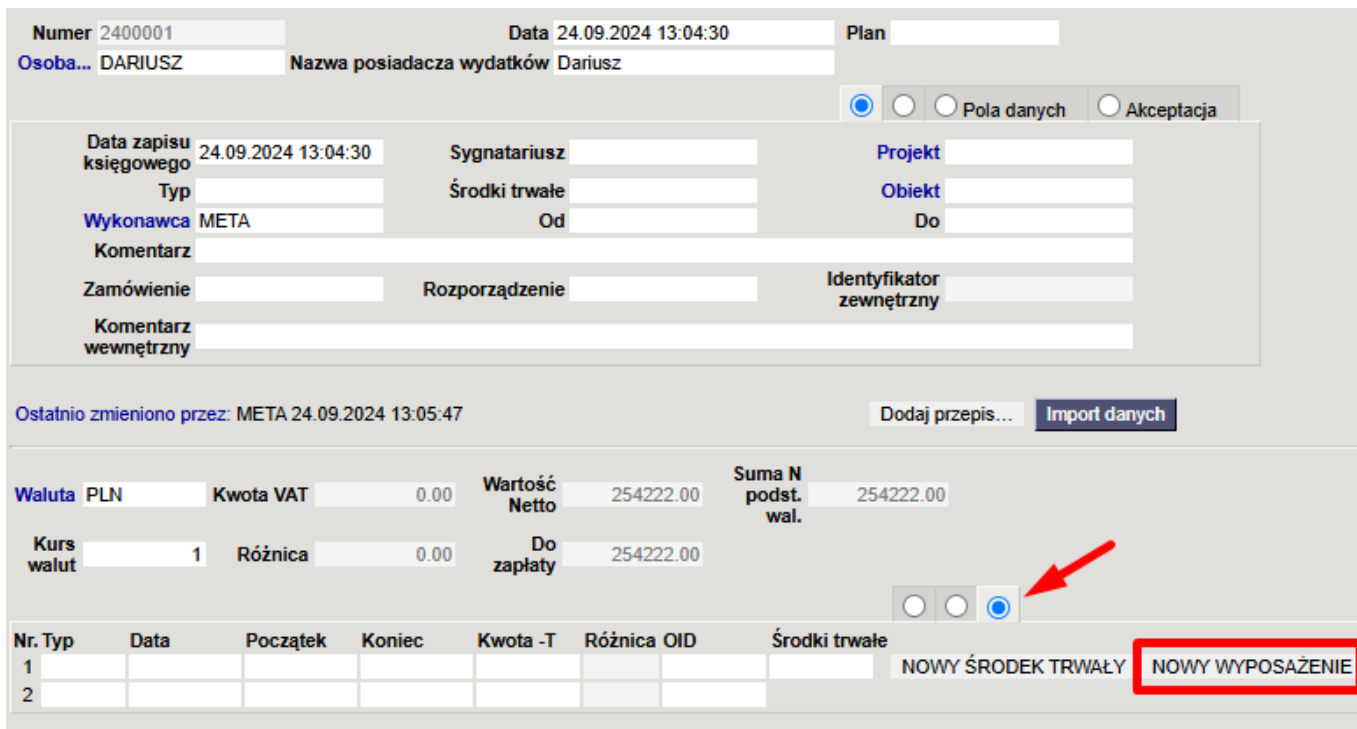 Numer 2400001 Data 24.09.2024 13:04:30 Plan
Osoba... DARIUSZ Nazwa posiadacza wydatków Dariusz
Pola danych Akceptacja
Data zapisu księgowego 24.09.2024 13:04:30 Sygnatariusz Projekt
Typ Środki trwałe Obiekt
Wykonawca META Od Do
Komentarz
Zamówienie Rozporządzenie Identyfikator zewnętrzny
Komentarz wewnętrzny
Ostatnio zmieniono przez: META 24.09.2024 13:05:47 Dodaj przepis... Import danych
Waluta PLN Kwota VAT 0.00 Wartość Netto 254222.00 Suma N podst. wal. 254222.00
Kurs walut 1 Różnica 0.00 Do zapłaty 254222.00
Nr. Typ Data Początek Koniec Kwota -T Różnica OID Środki trwałe
1 NOWY ŚRODEK TRWAŁY NOWY WYPOSAŻENIE
2